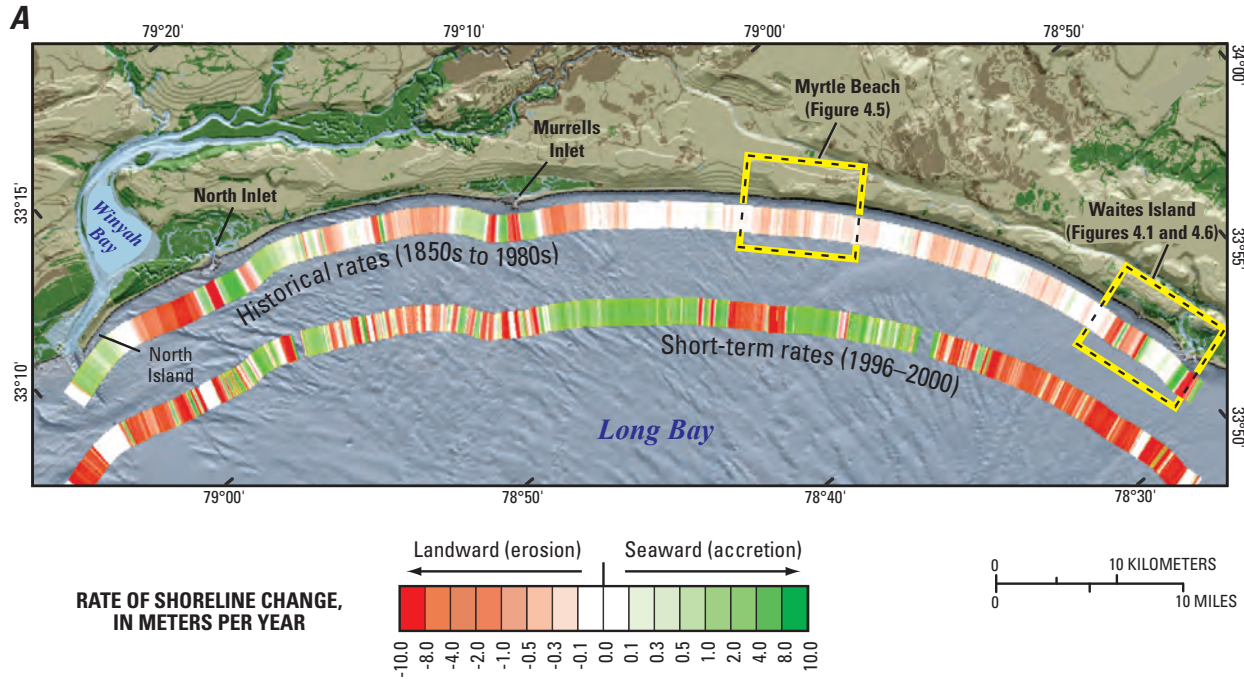 A
79°20'
79°10'
79°00'
78°50'
34°00'
Myrtle Beach
(Figure 4.5)
Murrells
Inlet
North Inlet
33°15'
Winyah
Bay
Waites Island
(Figures 4.1 and 4.6)
33°55'
Historical rates (1850s to 1980s)
North
Island
Short-term rates (1996–2000)
33°10'
33°50'
Long Bay
79°00'
78°50'
78°40'
78°30'
Landward (erosion)
Seaward (accretion)
RATE OF SHORELINE CHANGE,
IN METERS PER YEAR
-10.0
-8.0
-4.0
-2.0
-1.0
-0.5
-0.3
-0.1
0.0
0.1
0.3
0.5
1.0
2.0
4.0
8.0
10.0
0 10 KILOMETERS
0 10 MILES